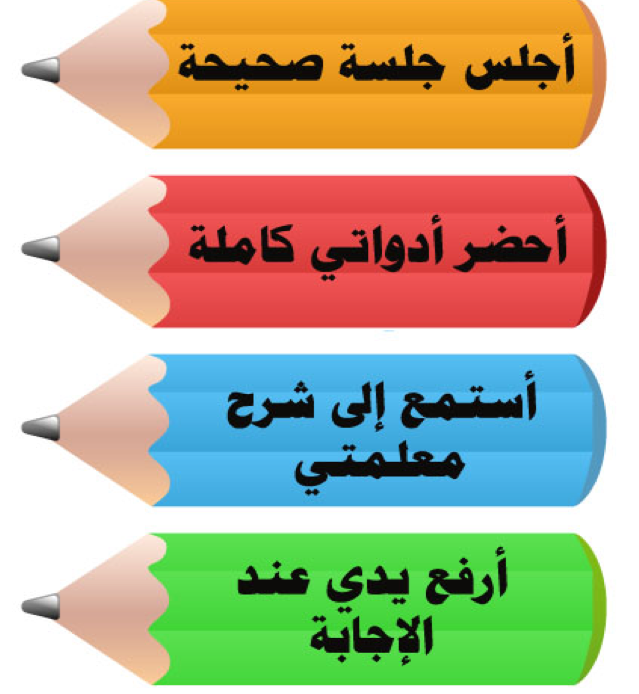 أجلس جلسة صحيحة
أحضر أدواتي كاملة
أستمع إلى شرح
معلمتي
أرفع يدي عند
الإجابة